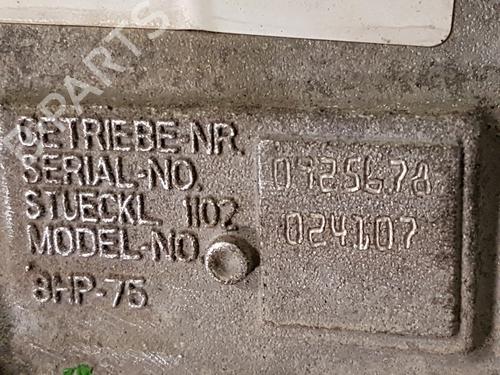 GETRIEBE-NR.
SERIAL-NO.
STUECKL. 1102
MODEL-NO.
8HP-75
0725678
024107